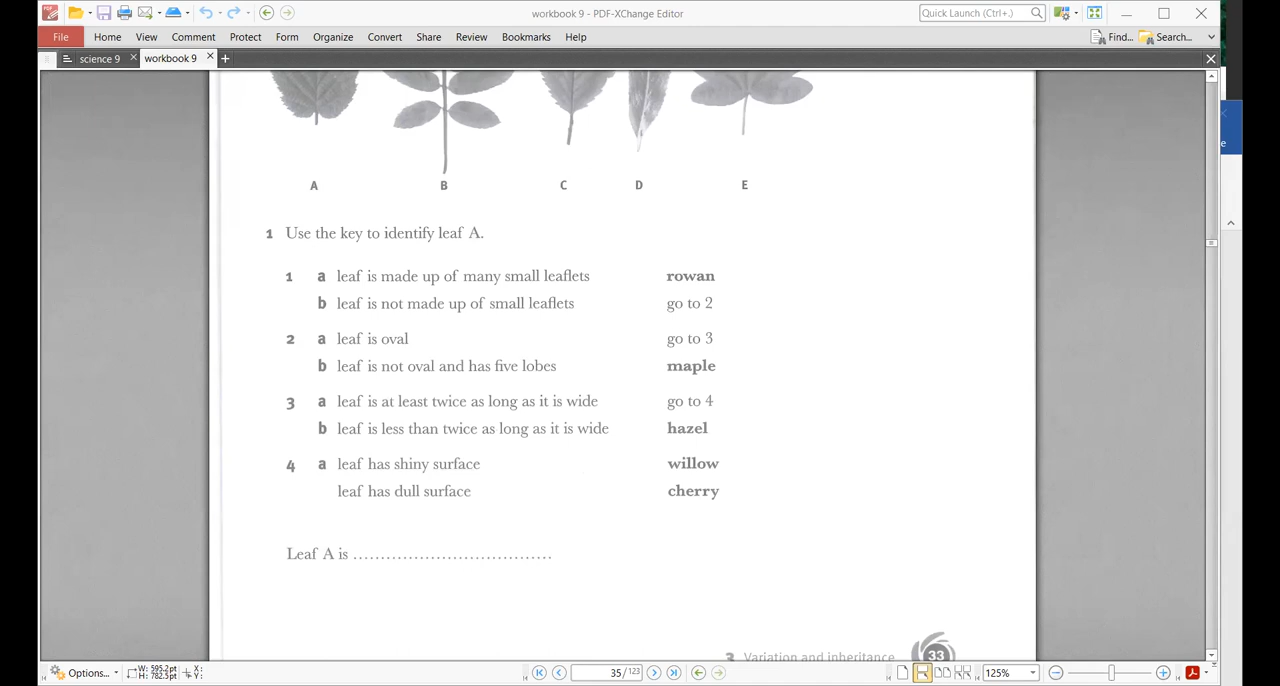 workbook 9 - PDF-XChange Editor
Quick Launch (Ctrl+.)
File Home View Comment Protect Form Organize Convert Share Review Bookmarks Help
Find... Search...
science 9 workbook 9
A B C D E
1 Use the key to identify leaf A.
1 a leaf is made up of many small leaflets rowan
b leaf is not made up of small leaflets go to 2
2 a leaf is oval go to 3
b leaf is not oval and has five lobes maple
3 a leaf is at least twice as long as it is wide go to 4
b leaf is less than twice as long as it is wide hazel
4 a leaf has shiny surface willow
leaf has dull surface cherry
Leaf A is ..................................
3 Variation and inheritance 33
Options... W: 595.2pt H: 782.5pt X: Y: 35 / 123 125%
e